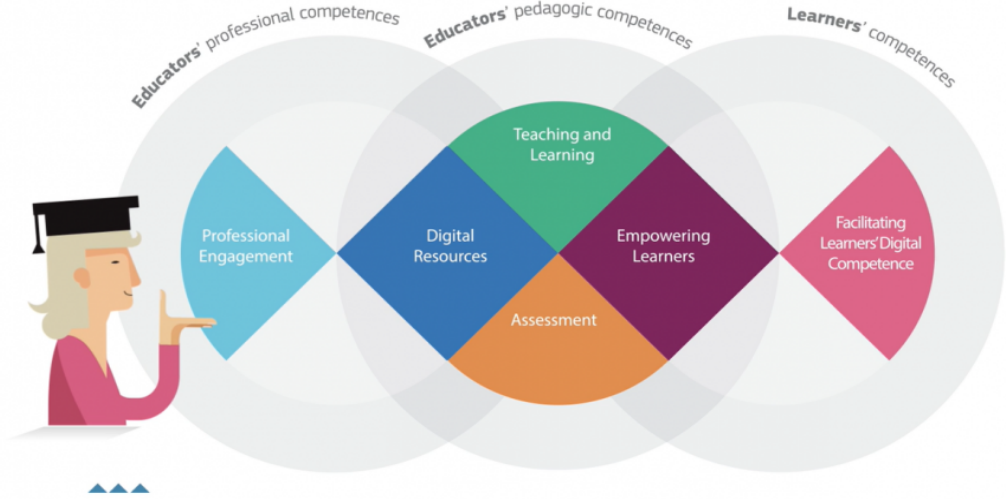 Educators' professional competences
Educators' pedagogic competences
Learners' competences
Teaching and
Learning
Professional
Engagement
Digital
Resources
Empowering
Learners
Facilitating
Learners' Digital
Competence
Assessment